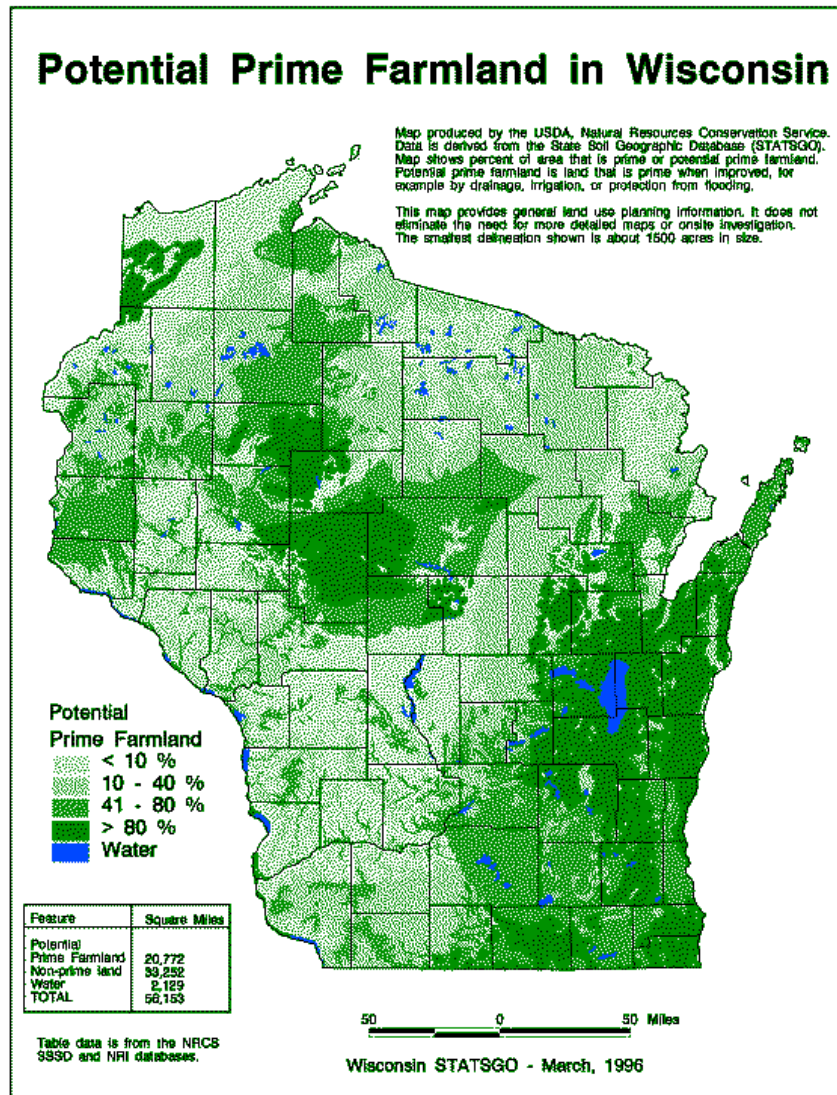 Potential Prime Farmland in Wisconsin
Map produced by the USDA, Natural Resources Conservation Service.
Data is derived from the State Soil Geographic Database (STATSGO).
Map shows percent of area that is prime or potential prime farmland.
Potential prime farmland is land that is prime when improved, for
example by drainage, irrigation, or protection from flooding.
This map provides general land use planning information. It does not
eliminate the need for more detailed maps or onsite investigation.
The smallest delineation shown is about 1500 acres in size.
Potential
Prime Farmland
< 10 %
10 - 40 %
41 - 80 %
> 80 %
Water
Feature Square Miles
Potential
Prime Farmland 20,772
Non-prime land 33,252
Water 2,129
TOTAL 56,153
Table data is from the NRCS
SSSD and NRI databases.
50 0 50 Miles
Wisconsin STATSGO - March, 1996